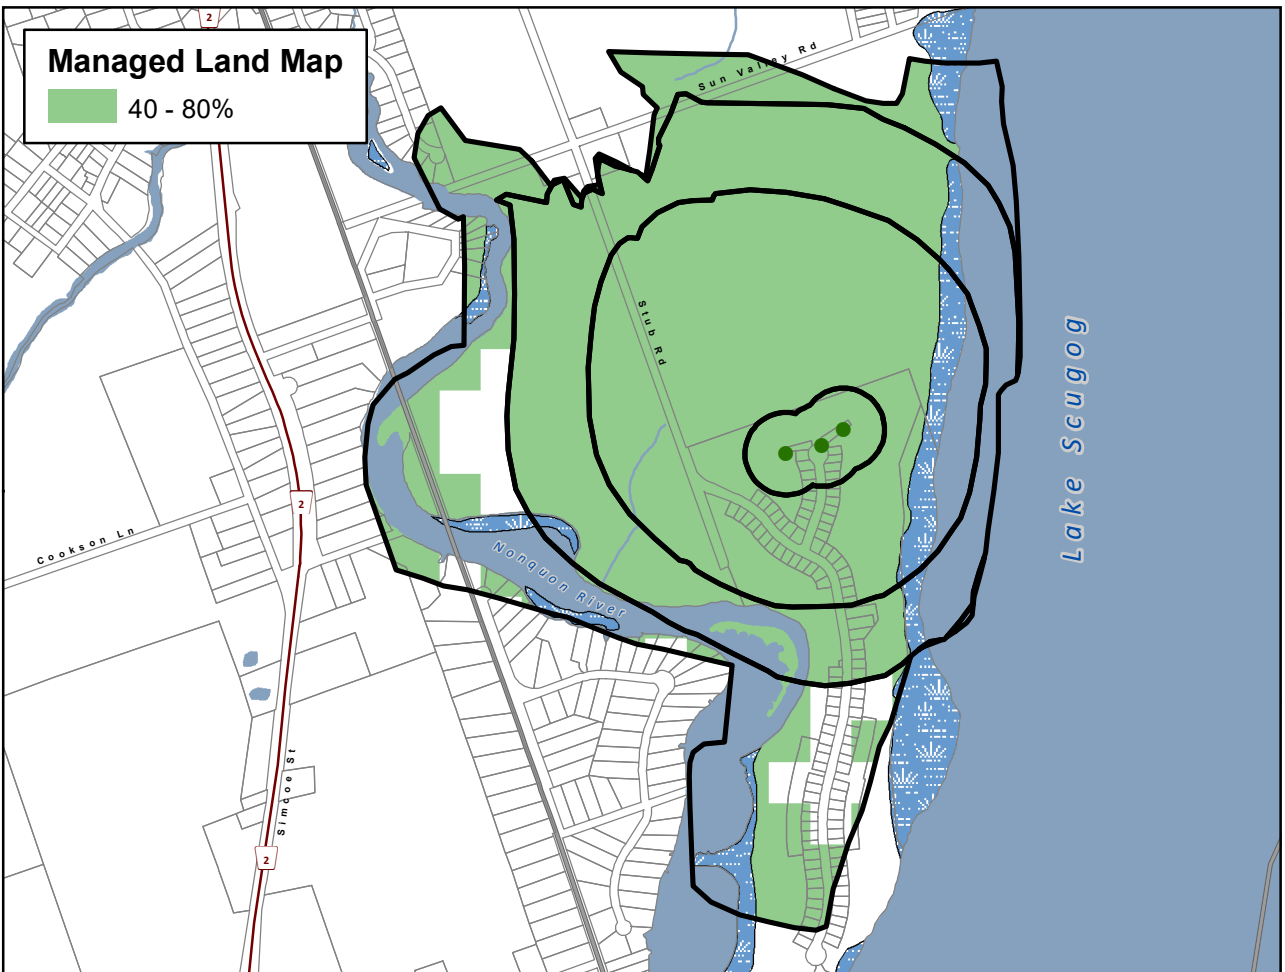 2
Managed Land Map
40 - 80%
Sun Valley Rd
Stub Rd
Lake Scugog
2
Cookson Ln
Nonquon River
Simcoe St
2